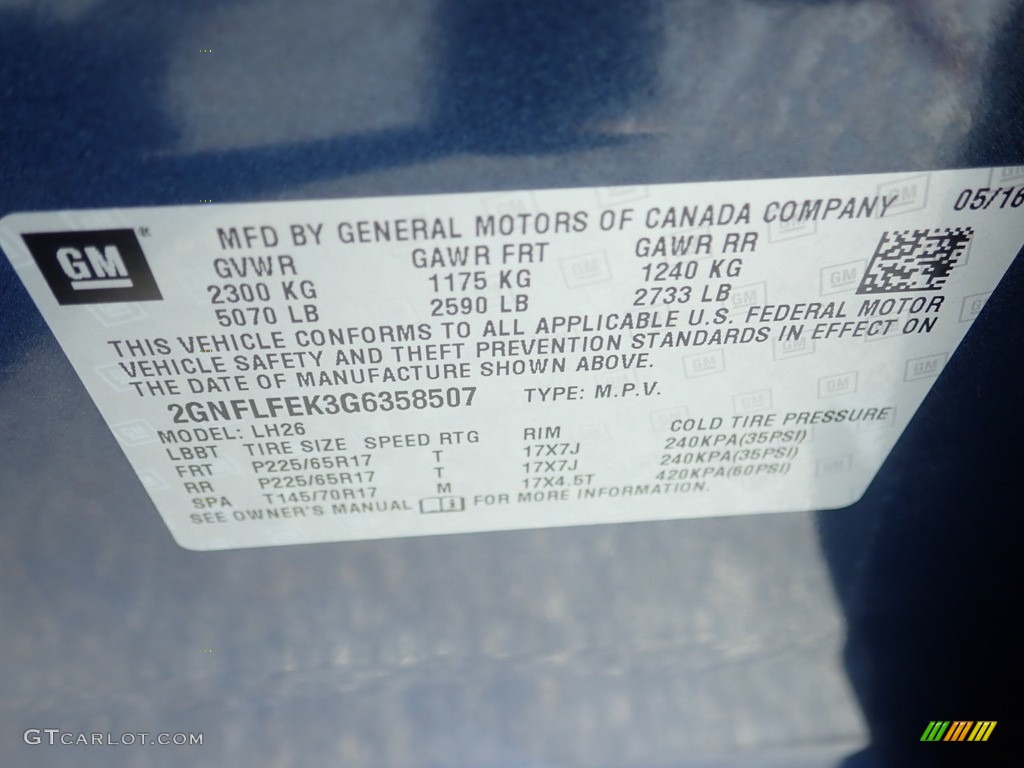 GM ®
MFD BY GENERAL MOTORS OF CANADA COMPANY 05/16
GVWR GAWR FRT GAWR RR
2300 KG 1175 KG 1240 KG
5070 LB 2590 LB 2733 LB
THIS VEHICLE CONFORMS TO ALL APPLICABLE U.S. FEDERAL MOTOR
VEHICLE SAFETY AND THEFT PREVENTION STANDARDS IN EFFECT ON
THE DATE OF MANUFACTURE SHOWN ABOVE.
2GNFLFEK3G6358507 TYPE: M.P.V.
MODEL: LH26
LBBT TIRE SIZE SPEED RTG RIM COLD TIRE PRESSURE
FRT P225/65R17 T 17X7J 240KPA(35PSI)
RR P225/65R17 T 17X7J 240KPA(35PSI)
SPA T145/70R17 M 17X4.5T 420KPA(60PSI)
SEE OWNER'S MANUAL FOR MORE INFORMATION.
GTCARLOT.COM